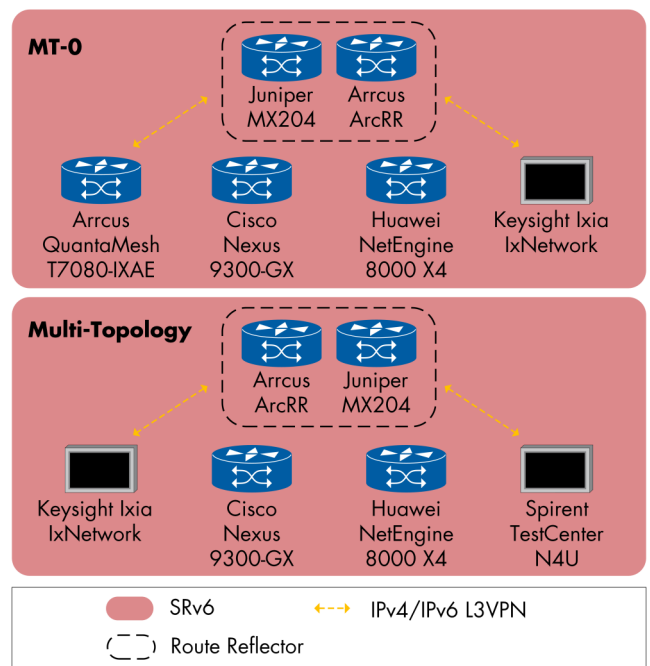 MT-0
Juniper
MX204
Arrcus
ArcRR
Arrcus
QuantaMesh
T7080-IXAE
Cisco
Nexus
9300-GX
Huawei
NetEngine
8000 X4
Keysight Ixia
IxNetwork
Multi-Topology
Arrcus
ArcRR
Juniper
MX204
Keysight Ixia
IxNetwork
Cisco
Nexus
9300-GX
Huawei
NetEngine
8000 X4
Spirent
TestCenter
N4U
SRv6
IPv4/IPv6 L3VPN
Route Reflector